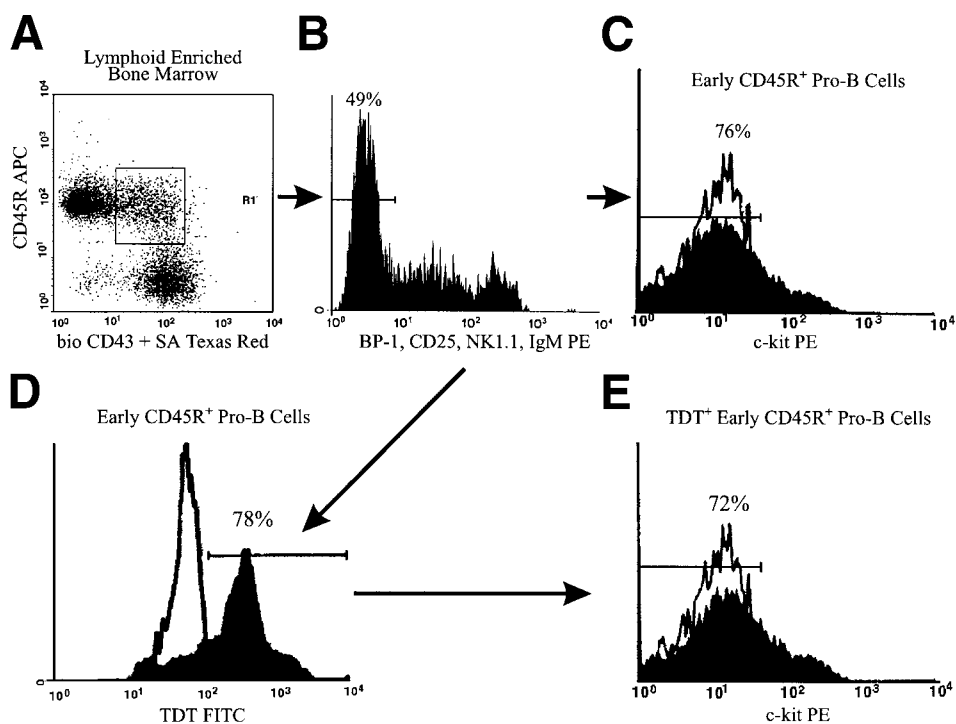 A
Lymphoid Enriched
Bone Marrow
CD45R APC
10⁴
10³
10²
10¹
10⁰
R1
10⁰ 10¹ 10² 10³ 10⁴
bio CD43 + SA Texas Red
B
49%
0
10⁰ 10¹ 10² 10³ 10⁴
BP-1, CD25, NK1.1, IgM PE
C
Early CD45R⁺ Pro-B Cells
76%
10⁰ 10¹ 10² 10³ 10⁴
c-kit PE
D
Early CD45R⁺ Pro-B Cells
78%
0
10⁰ 10¹ 10² 10³ 10⁴
TDT FITC
E
TDT⁺ Early CD45R⁺ Pro-B Cells
72%
10⁰ 10¹ 10² 10³ 10⁴
c-kit PE